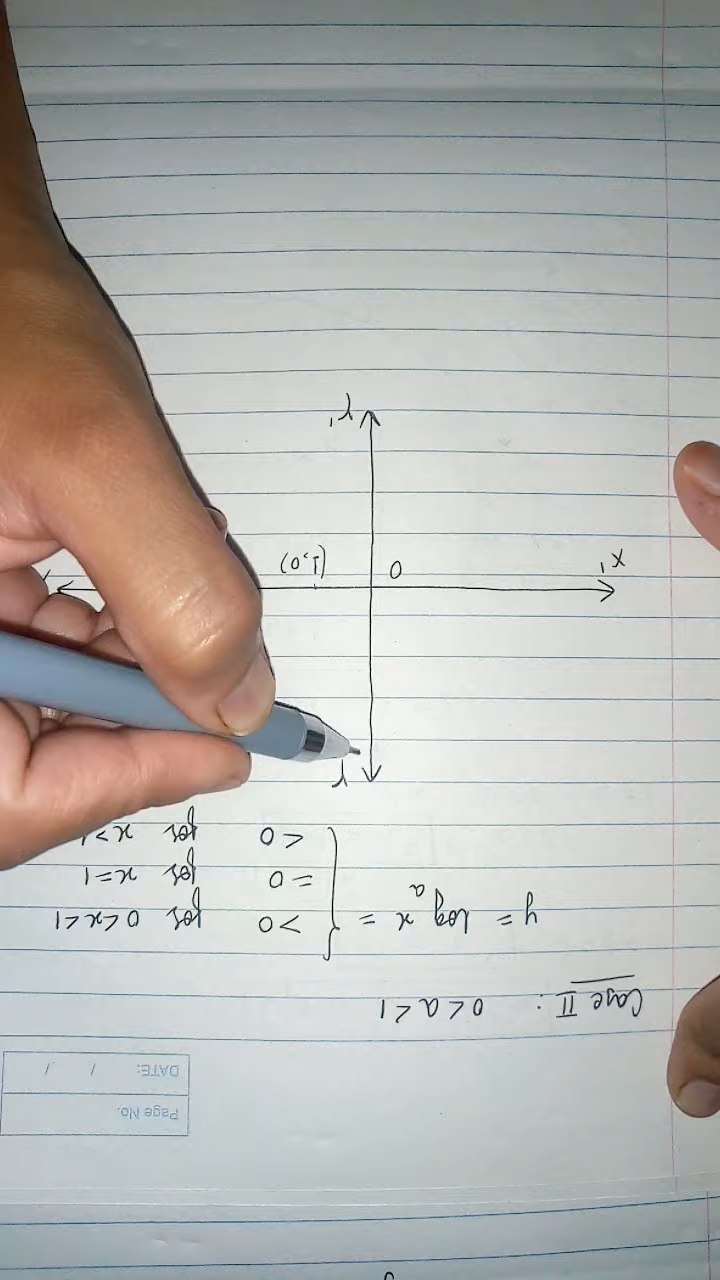 Page No.
DATE: / /
Case II : 0<a<1
y = log_a x = { >0 for 0<x<1
=0 for x=1
<0 for x>1
Y
X' O (1,0)
Y'